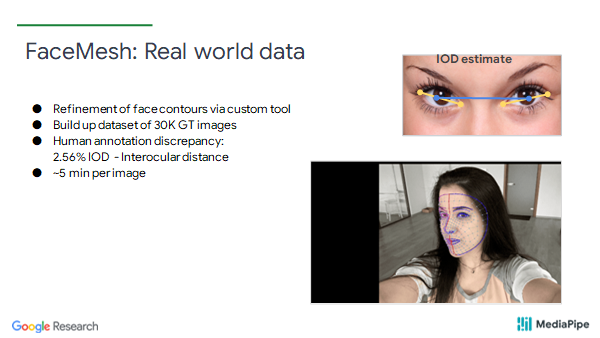 FaceMesh: Real world data
● Refinement of face contours via custom tool
● Build up dataset of 30K GT images
● Human annotation discrepancy:
2.56% IOD - Interocular distance
● ~5 min per image
IOD estimate
Google Research
MediaPipe